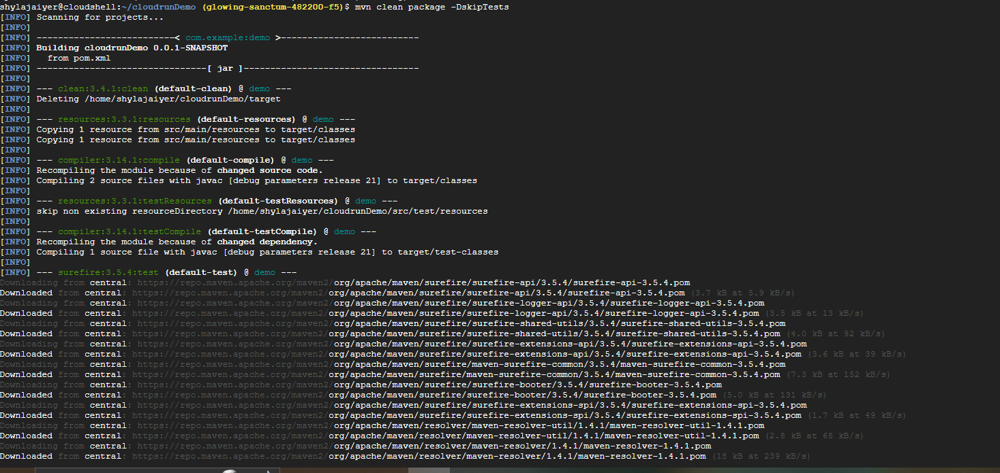 shylajaiyer@cloudshell:~/cloudrunDemo (glowing-sanctum-482200-f5)$ mvn clean package -DskipTests
[INFO] Scanning for projects...
[INFO]
[INFO] --------------------------< com.example:demo >--------------------------
[INFO] Building cloudrunDemo 0.0.1-SNAPSHOT
[INFO]   from pom.xml
[INFO] --------------------------------[ jar ]---------------------------------
[INFO]
[INFO] --- clean:3.4.1:clean (default-clean) @ demo ---
[INFO] Deleting /home/shylajaiyer/cloudrunDemo/target
[INFO]
[INFO] --- resources:3.3.1:resources (default-resources) @ demo ---
[INFO] Copying 1 resource from src/main/resources to target/classes
[INFO] Copying 1 resource from src/main/resources to target/classes
[INFO]
[INFO] --- compiler:3.14.1:compile (default-compile) @ demo ---
[INFO] Recompiling the module because of changed source code.
[INFO] Compiling 2 source files with javac [debug parameters release 21] to target/classes
[INFO]
[INFO] --- resources:3.3.1:testResources (default-testResources) @ demo ---
[INFO] skip non existing resourceDirectory /home/shylajaiyer/cloudrunDemo/src/test/resources
[INFO]
[INFO] --- compiler:3.14.1:testCompile (default-testCompile) @ demo ---
[INFO] Recompiling the module because of changed dependency.
[INFO] Compiling 1 source file with javac [debug parameters release 21] to target/test-classes
[INFO]
[INFO] --- surefire:3.5.4:test (default-test) @ demo ---
Downloading from central: https://repo.maven.apache.org/maven2/org/apache/maven/surefire/surefire-api/3.5.4/surefire-api-3.5.4.pom
Downloaded from central: https://repo.maven.apache.org/maven2/org/apache/maven/surefire/surefire-api/3.5.4/surefire-api-3.5.4.pom (3.7 kB at 5.9 kB/s)
Downloading from central: https://repo.maven.apache.org/maven2/org/apache/maven/surefire/surefire-logger-api/3.5.4/surefire-logger-api-3.5.4.pom
Downloaded from central: https://repo.maven.apache.org/maven2/org/apache/maven/surefire/surefire-logger-api/3.5.4/surefire-logger-api-3.5.4.pom (3.5 kB at 13 kB/s)
Downloading from central: https://repo.maven.apache.org/maven2/org/apache/maven/surefire/surefire-shared-utils/3.5.4/surefire-shared-utils-3.5.4.pom
Downloaded from central: https://repo.maven.apache.org/maven2/org/apache/maven/surefire/surefire-shared-utils/3.5.4/surefire-shared-utils-3.5.4.pom (4.0 kB at 92 kB/s)
Downloading from central: https://repo.maven.apache.org/maven2/org/apache/maven/surefire/surefire-extensions-api/3.5.4/surefire-extensions-api-3.5.4.pom
Downloaded from central: https://repo.maven.apache.org/maven2/org/apache/maven/surefire/surefire-extensions-api/3.5.4/surefire-extensions-api-3.5.4.pom (3.6 kB at 39 kB/s)
Downloading from central: https://repo.maven.apache.org/maven2/org/apache/maven/surefire/maven-surefire-common/3.5.4/maven-surefire-common-3.5.4.pom
Downloaded from central: https://repo.maven.apache.org/maven2/org/apache/maven/surefire/maven-surefire-common/3.5.4/maven-surefire-common-3.5.4.pom (7.3 kB at 152 kB/s)
Downloading from central: https://repo.maven.apache.org/maven2/org/apache/maven/surefire/surefire-booter/3.5.4/surefire-booter-3.5.4.pom
Downloaded from central: https://repo.maven.apache.org/maven2/org/apache/maven/surefire/surefire-booter/3.5.4/surefire-booter-3.5.4.pom (5.0 kB at 131 kB/s)
Downloading from central: https://repo.maven.apache.org/maven2/org/apache/maven/surefire/surefire-extensions-spi/3.5.4/surefire-extensions-spi-3.5.4.pom
Downloaded from central: https://repo.maven.apache.org/maven2/org/apache/maven/surefire/surefire-extensions-spi/3.5.4/surefire-extensions-spi-3.5.4.pom (1.7 kB at 49 kB/s)
Downloading from central: https://repo.maven.apache.org/maven2/org/apache/maven/resolver/maven-resolver-util/1.4.1/maven-resolver-util-1.4.1.pom
Downloaded from central: https://repo.maven.apache.org/maven2/org/apache/maven/resolver/maven-resolver-util/1.4.1/maven-resolver-util-1.4.1.pom (2.8 kB at 68 kB/s)
Downloading from central: https://repo.maven.apache.org/maven2/org/apache/maven/resolver/maven-resolver/1.4.1/maven-resolver-1.4.1.pom
Downloaded from central: https://repo.maven.apache.org/maven2/org/apache/maven/resolver/maven-resolver/1.4.1/maven-resolver-1.4.1.pom (18 kB at 239 kB/s)